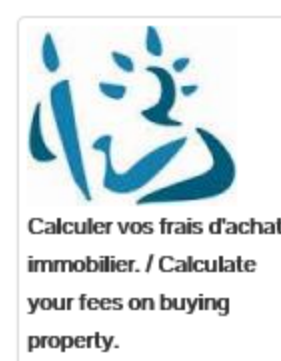 Calculer vos frais d'achat
immobilier. / Calculate
your fees on buying
property.